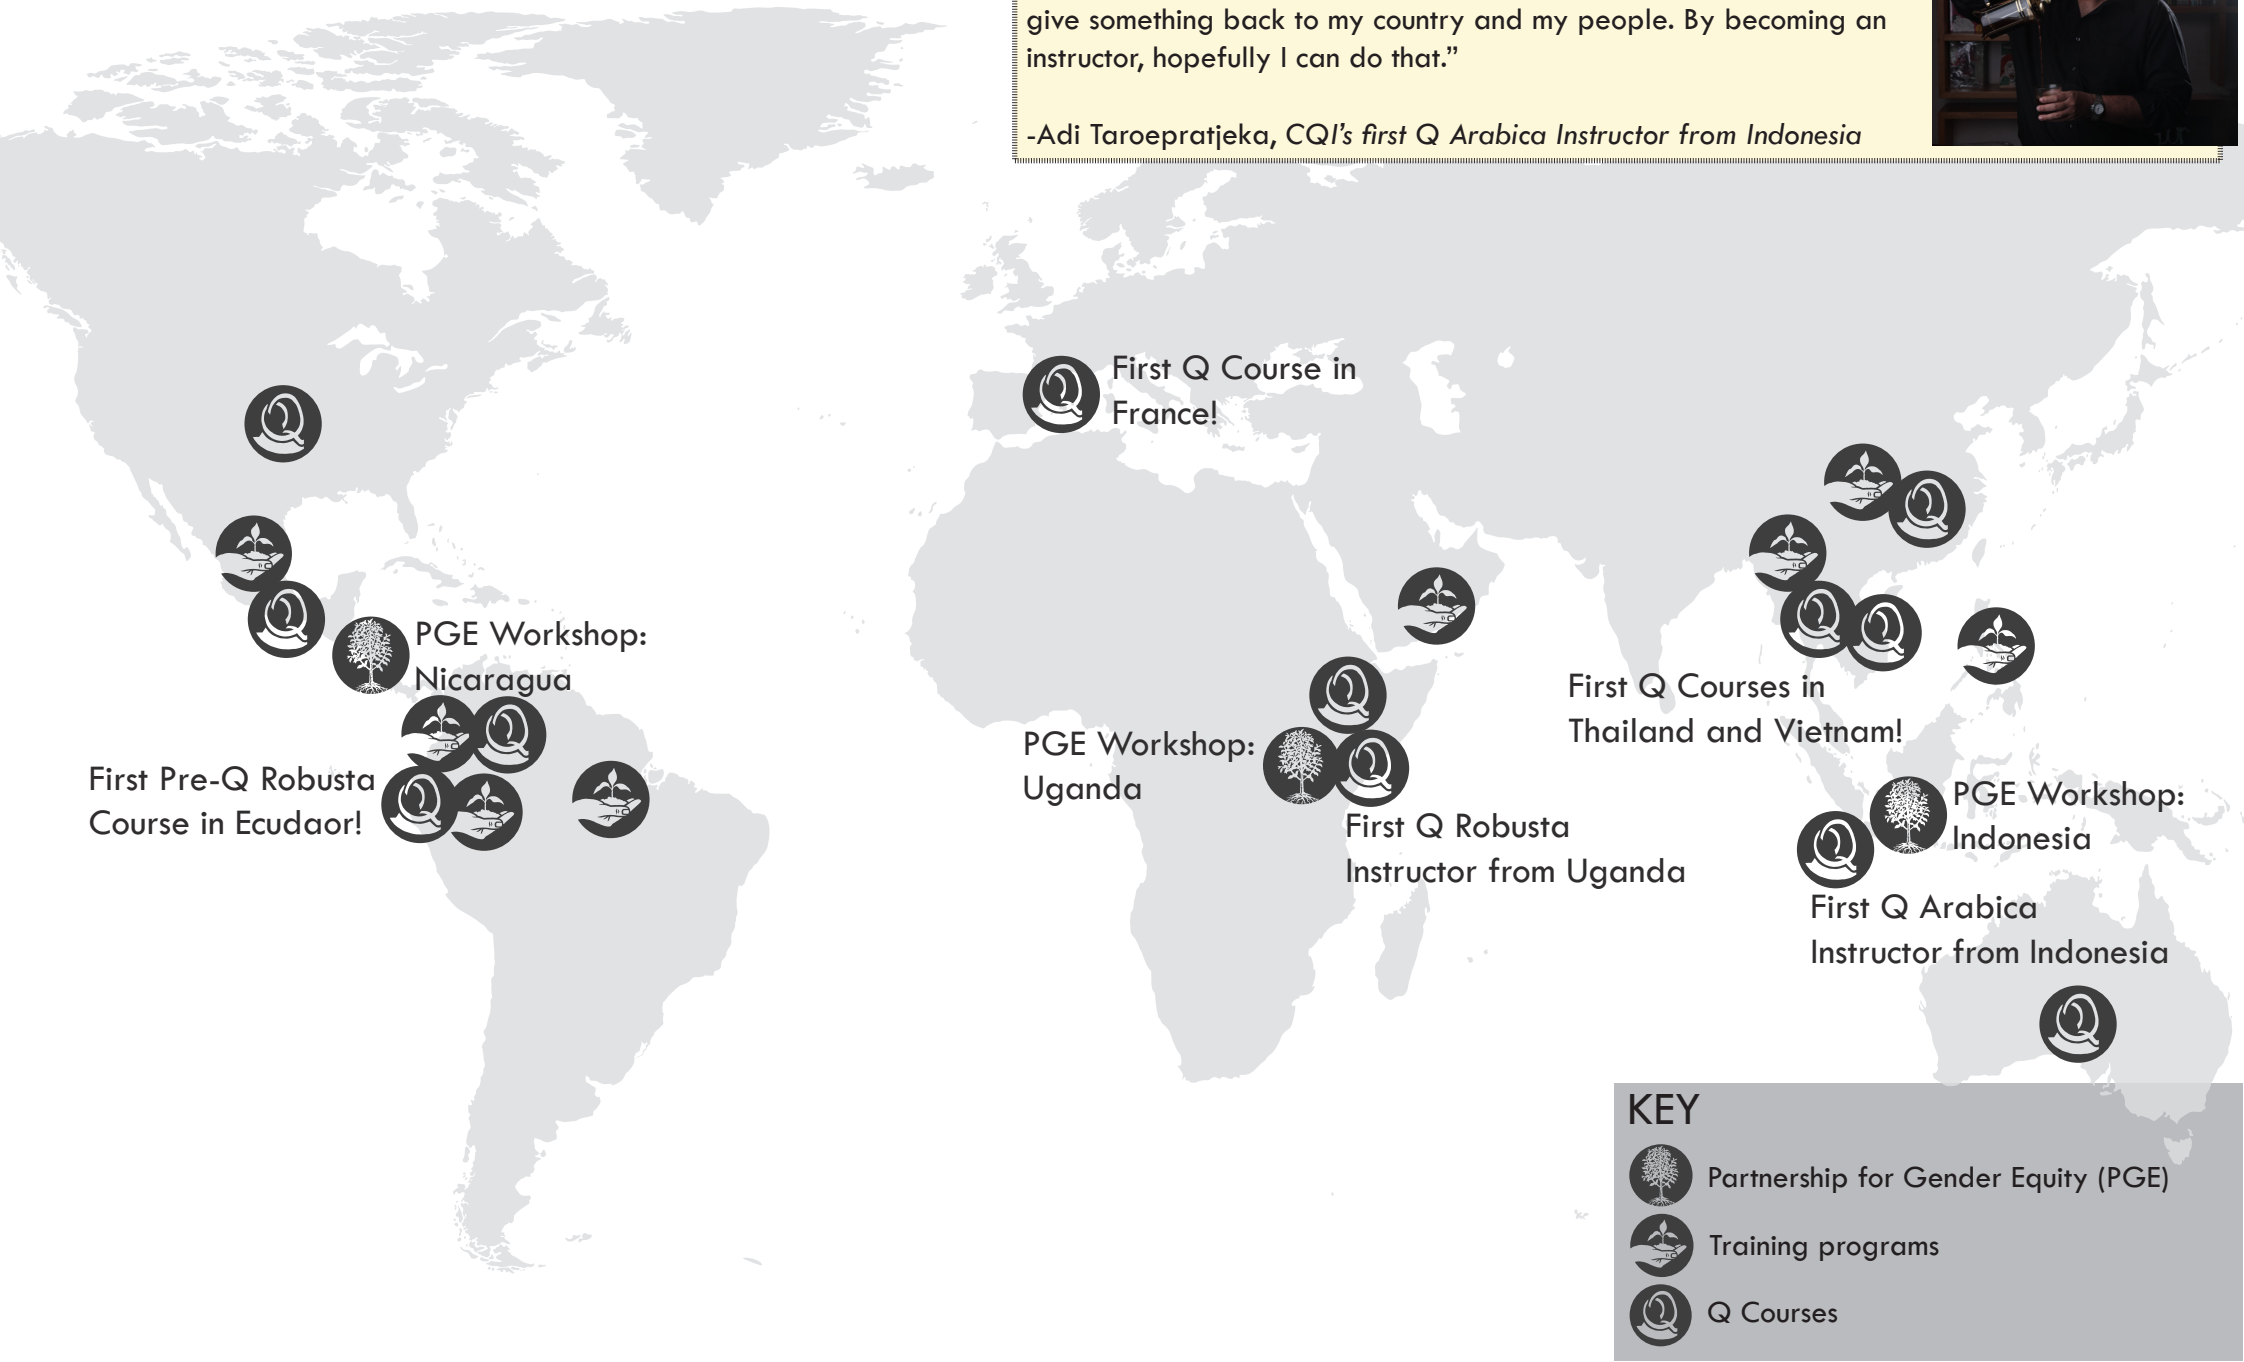 give something back to my country and my people. By becoming an
instructor, hopefully I can do that.”
-Adi Taroepratjeka, CQI’s first Q Arabica Instructor from Indonesia
First Q Course in
France!
PGE Workshop:
Nicaragua
First Q Courses in
Thailand and Vietnam!
PGE Workshop:
Uganda
First Pre-Q Robusta
Course in Ecudaor!
PGE Workshop:
Indonesia
First Q Robusta
Instructor from Uganda
First Q Arabica
Instructor from Indonesia
KEY
Partnership for Gender Equity (PGE)
Training programs
Q Courses